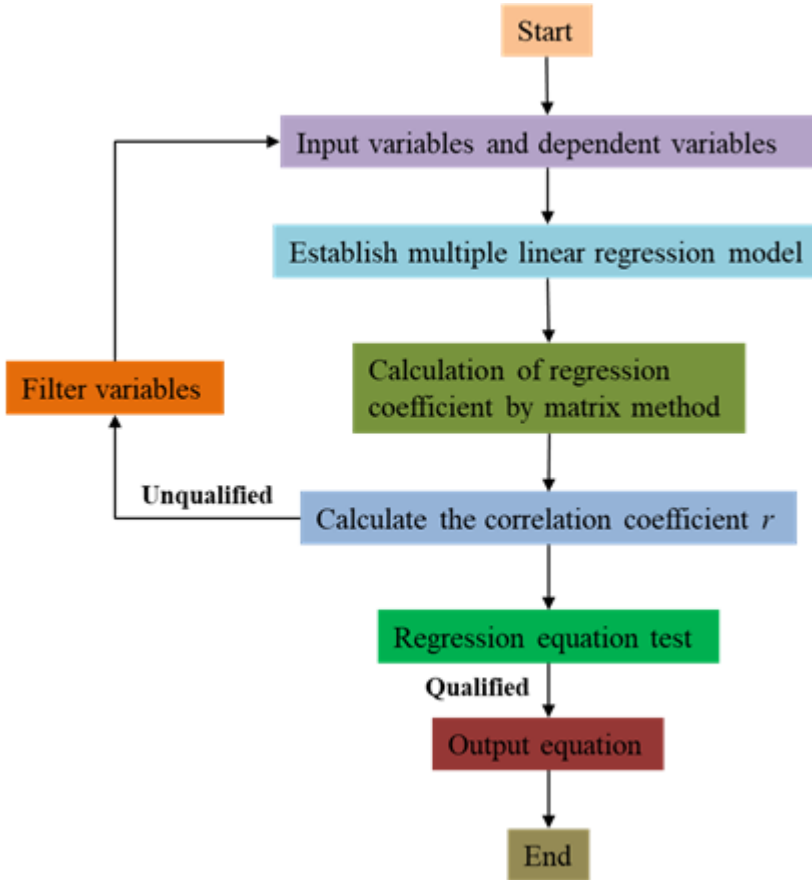 Start
Input variables and dependent variables
Establish multiple linear regression model
Calculation of regression
coefficient by matrix method
Filter variables
Unqualified
Calculate the correlation coefficient r
Regression equation test
Qualified
Output equation
End